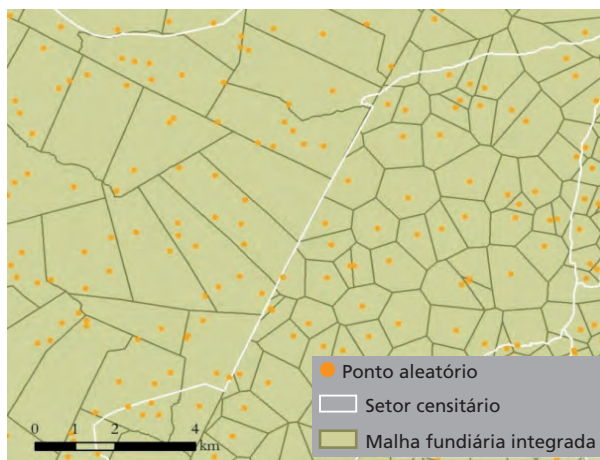 Ponto aleatório
Setor censitário
Malha fundiária integrada
0 1 2 4
km